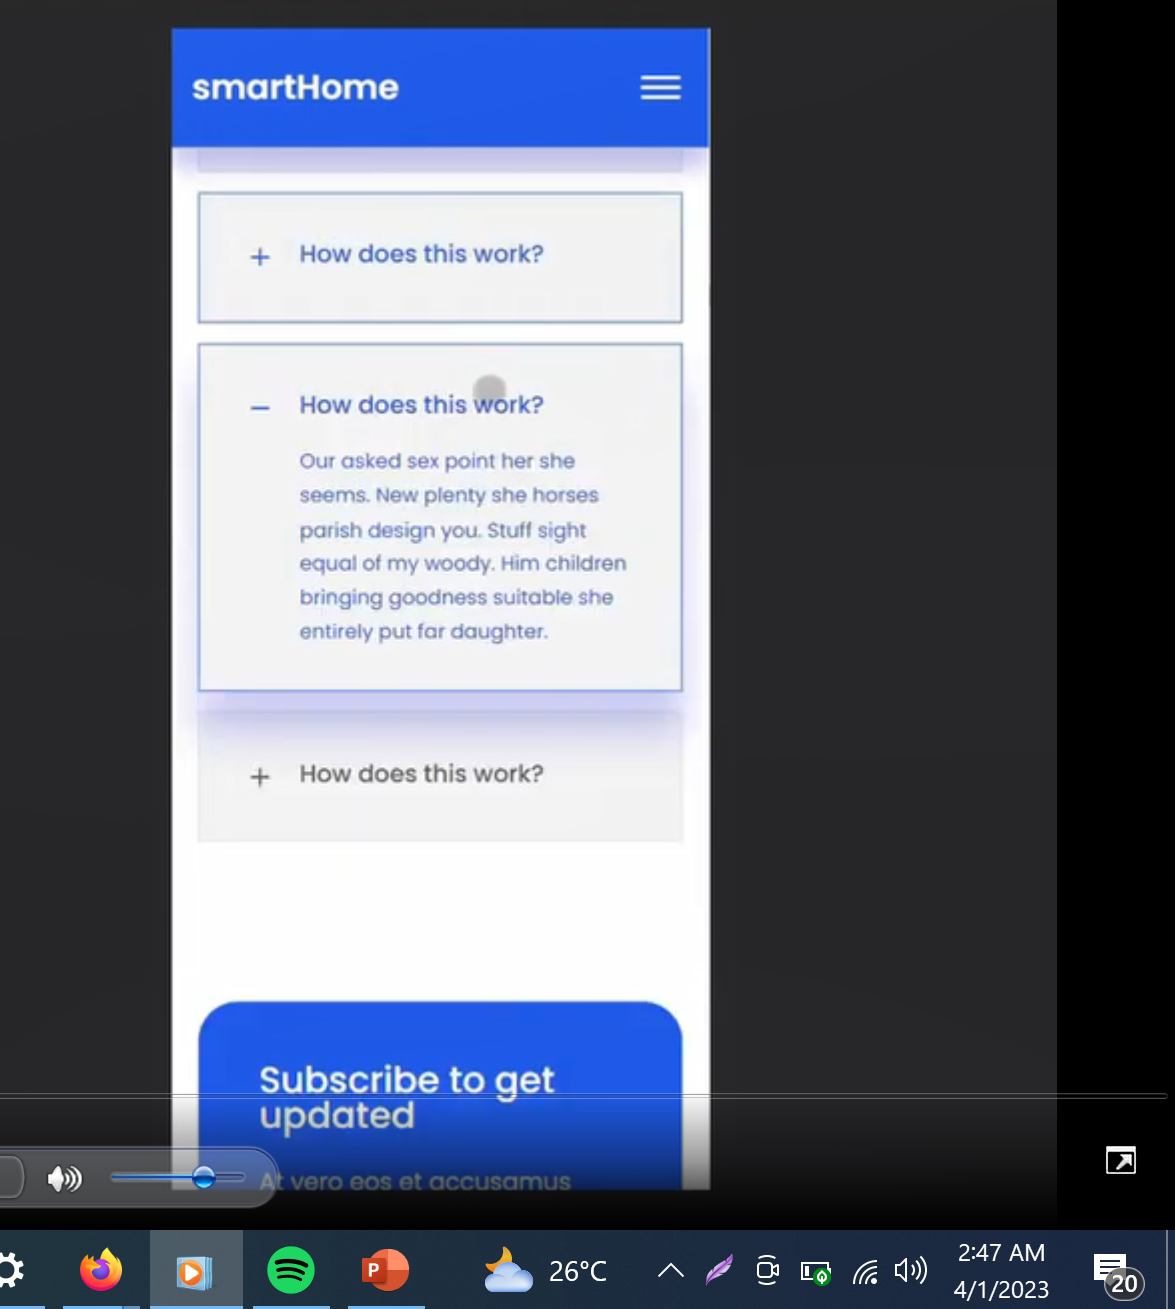 smartHome
How does this work?
How does this work?
Our asked sex point her she
seems. New plenty she horses
parish design you. Stuff sight
equal of my woody. Him children
bringing goodness suitable she
entirely put far daughter.
How does this work?
Subscribe to get
updated
At vero eos et accusamus
P
26°C
2:47 AM
4/1/2023
20